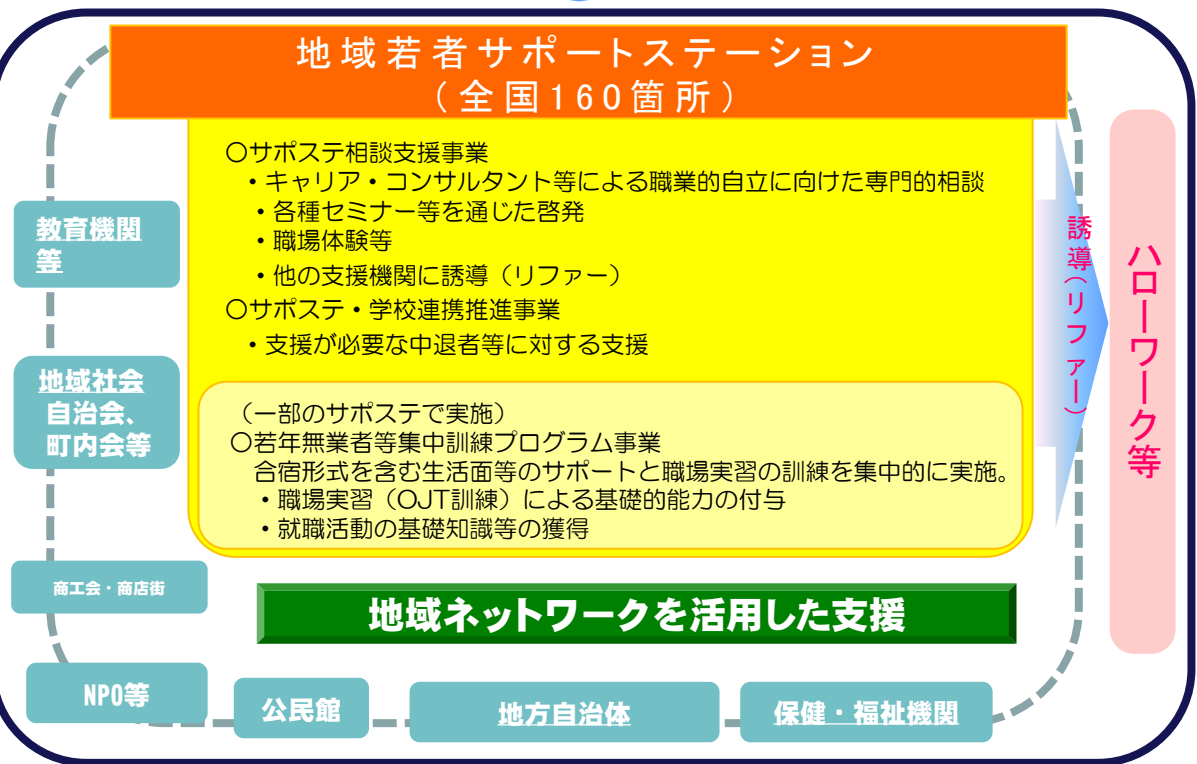 地域若者サポートステーション
（全国160箇所）
〇サポステ相談支援事業
・キャリア・コンサルタント等による職業的自立に向けた専門的相談
・各種セミナー等を通じた啓発
・職場体験等
・他の支援機関に誘導（リファー）
〇サポステ・学校連携推進事業
・支援が必要な中退者等に対する支援
（一部のサポステで実施）
〇若年無業者等集中訓練プログラム事業
合宿形式を含む生活面等のサポートと職場実習の訓練を集中的に実施。
・職場実習（OJT訓練）による基礎的能力の付与
・就職活動の基礎知識等の獲得
教育機関
等
地域社会
自治会、
町内会等
商工会・商店街
NPO等
公民館
地方自治体
保健・福祉機関
地域ネットワークを活用した支援
誘導（リファー）
ハローワーク等